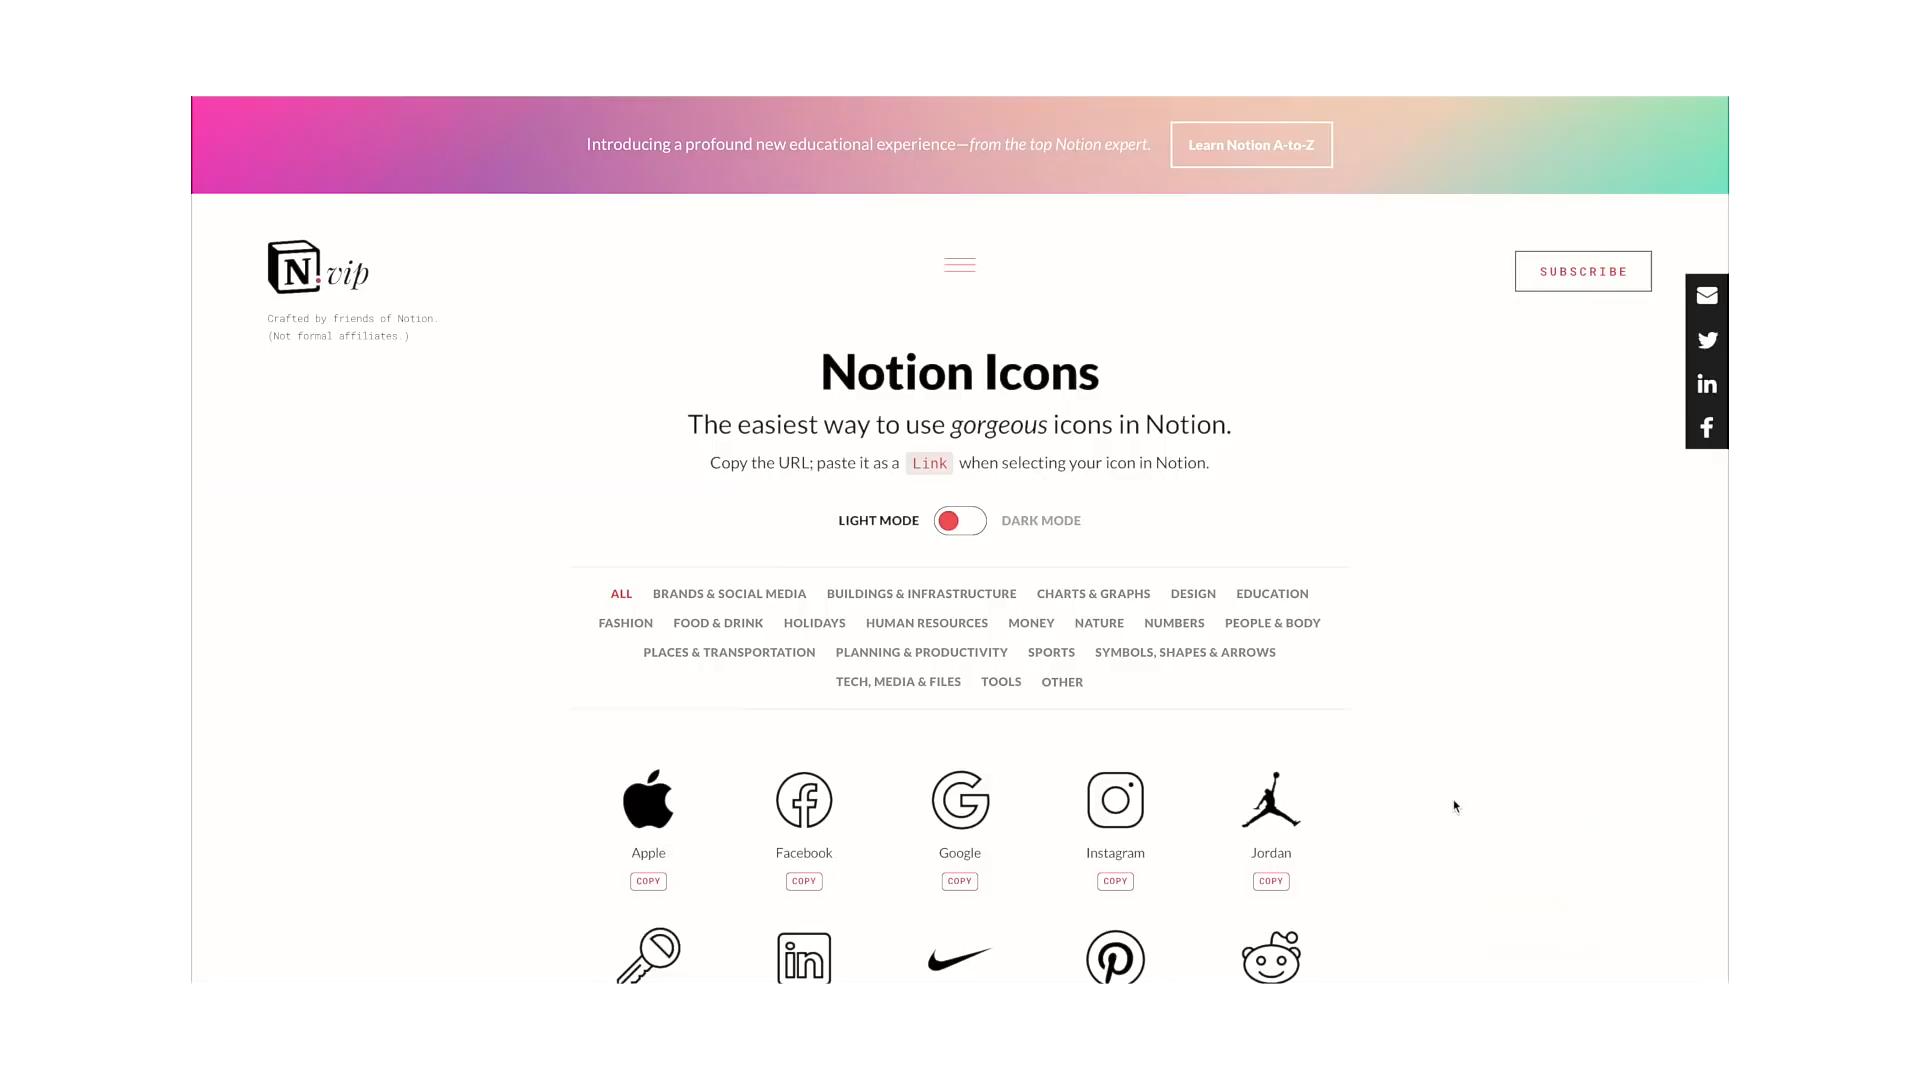 Introducing a profound new educational experience—from the top Notion expert.
Learn Notion A-to-Z
N.vip
SUBSCRIBE
Crafted by friends of Notion.
(Not formal affiliates.)
Notion Icons
The easiest way to use gorgeous icons in Notion.
Copy the URL; paste it as a Link when selecting your icon in Notion.
LIGHT MODE DARK MODE
ALL BRANDS & SOCIAL MEDIA BUILDINGS & INFRASTRUCTURE CHARTS & GRAPHS DESIGN EDUCATION
FASHION FOOD & DRINK HOLIDAYS HUMAN RESOURCES MONEY NATURE NUMBERS PEOPLE & BODY
PLACES & TRANSPORTATION PLANNING & PRODUCTIVITY SPORTS SYMBOLS, SHAPES & ARROWS
TECH, MEDIA & FILES TOOLS OTHER
Apple Facebook Google Instagram Jordan
COPY COPY COPY COPY COPY